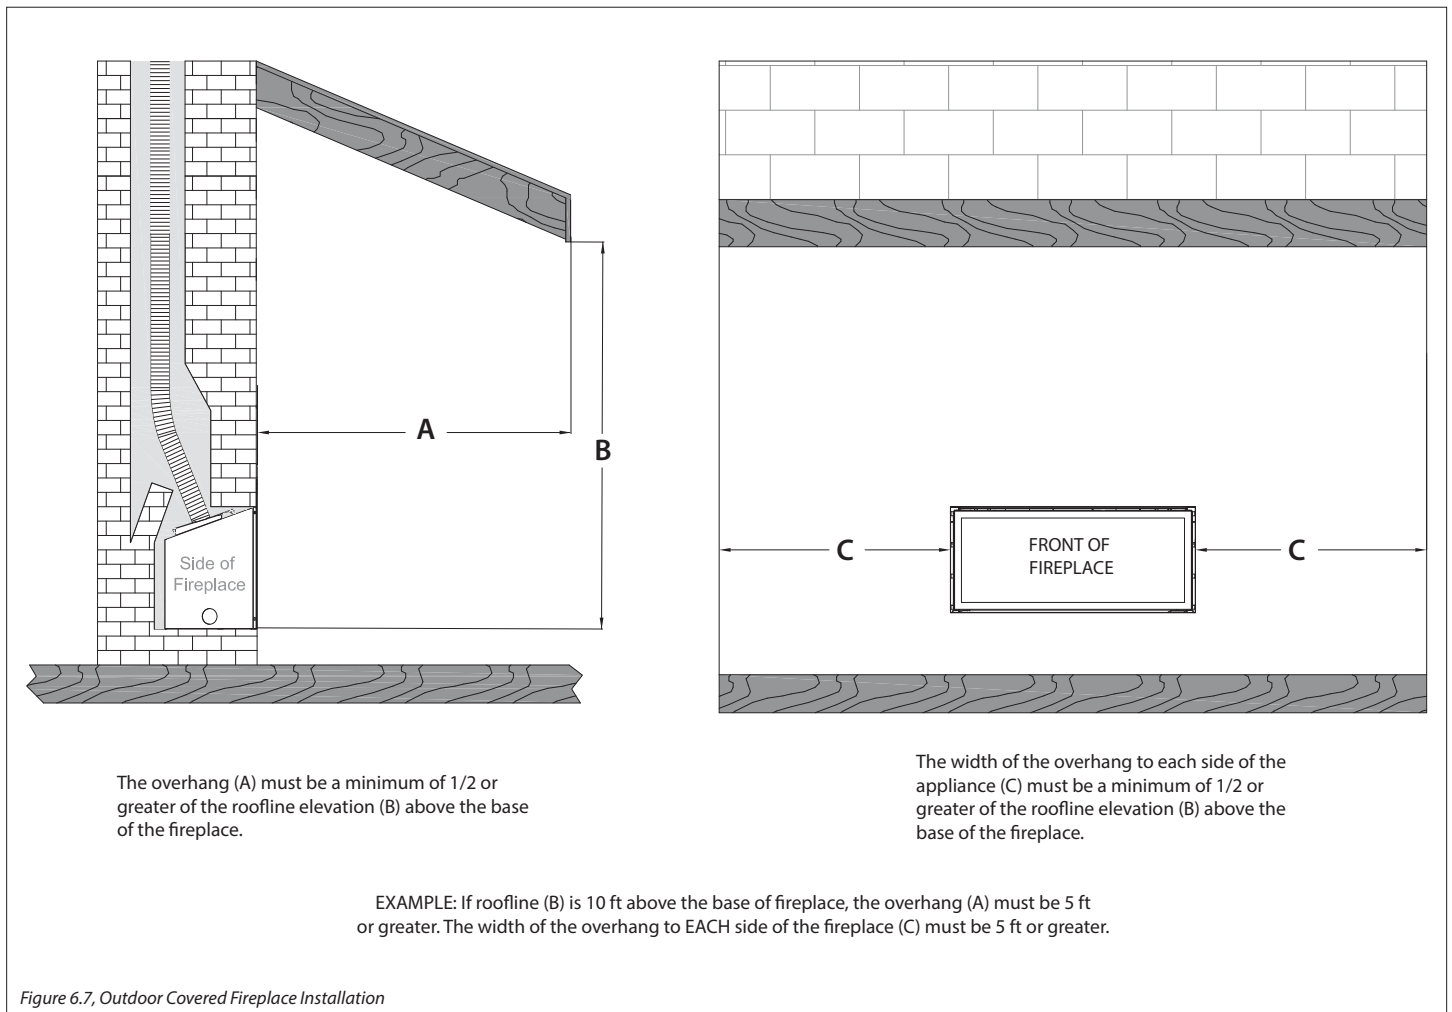 A
B
Side of
Fireplace
C
FRONT OF
FIREPLACE
C
The overhang (A) must be a minimum of 1/2 or
greater of the roofline elevation (B) above the base
of the fireplace.
The width of the overhang to each side of the
appliance (C) must be a minimum of 1/2 or
greater of the roofline elevation (B) above the
base of the fireplace.
EXAMPLE: If roofline (B) is 10 ft above the base of fireplace, the overhang (A) must be 5 ft
or greater. The width of the overhang to EACH side of the fireplace (C) must be 5 ft or greater.
Figure 6.7, Outdoor Covered Fireplace Installation